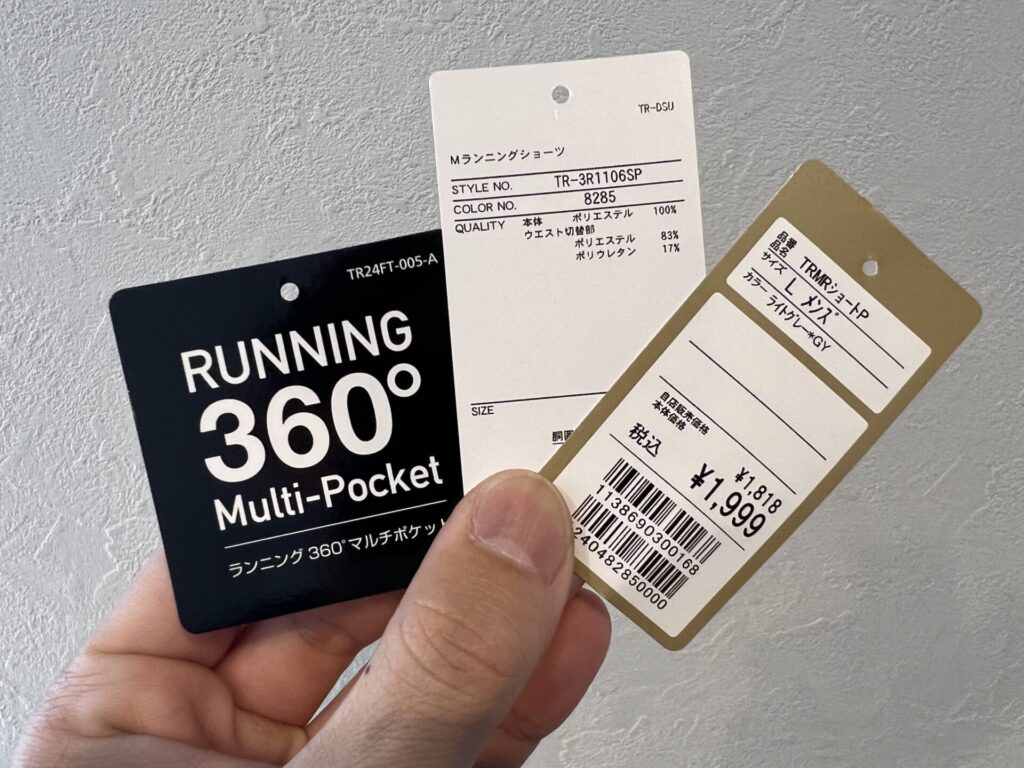 TR24FT-005-A
RUNNING
360°
Multi-Pocket
ランニング 360°マルチポケット
TR-DSU
Mランニングショーツ
STYLE NO. TR-3R1106SP
COLOR NO. 8285
QUALITY 本体 ポリエステル 100%
ウエスト切替部
ポリエステル 83%
ポリウレタン 17%
SIZE
胴囲
品番
品名 TRMRショートP
サイズ L メンズ
カラー ライトグレー*GY
自店販売価格
本体価格 ¥1,818
税込 ¥1,999
1138690300168
240482850000